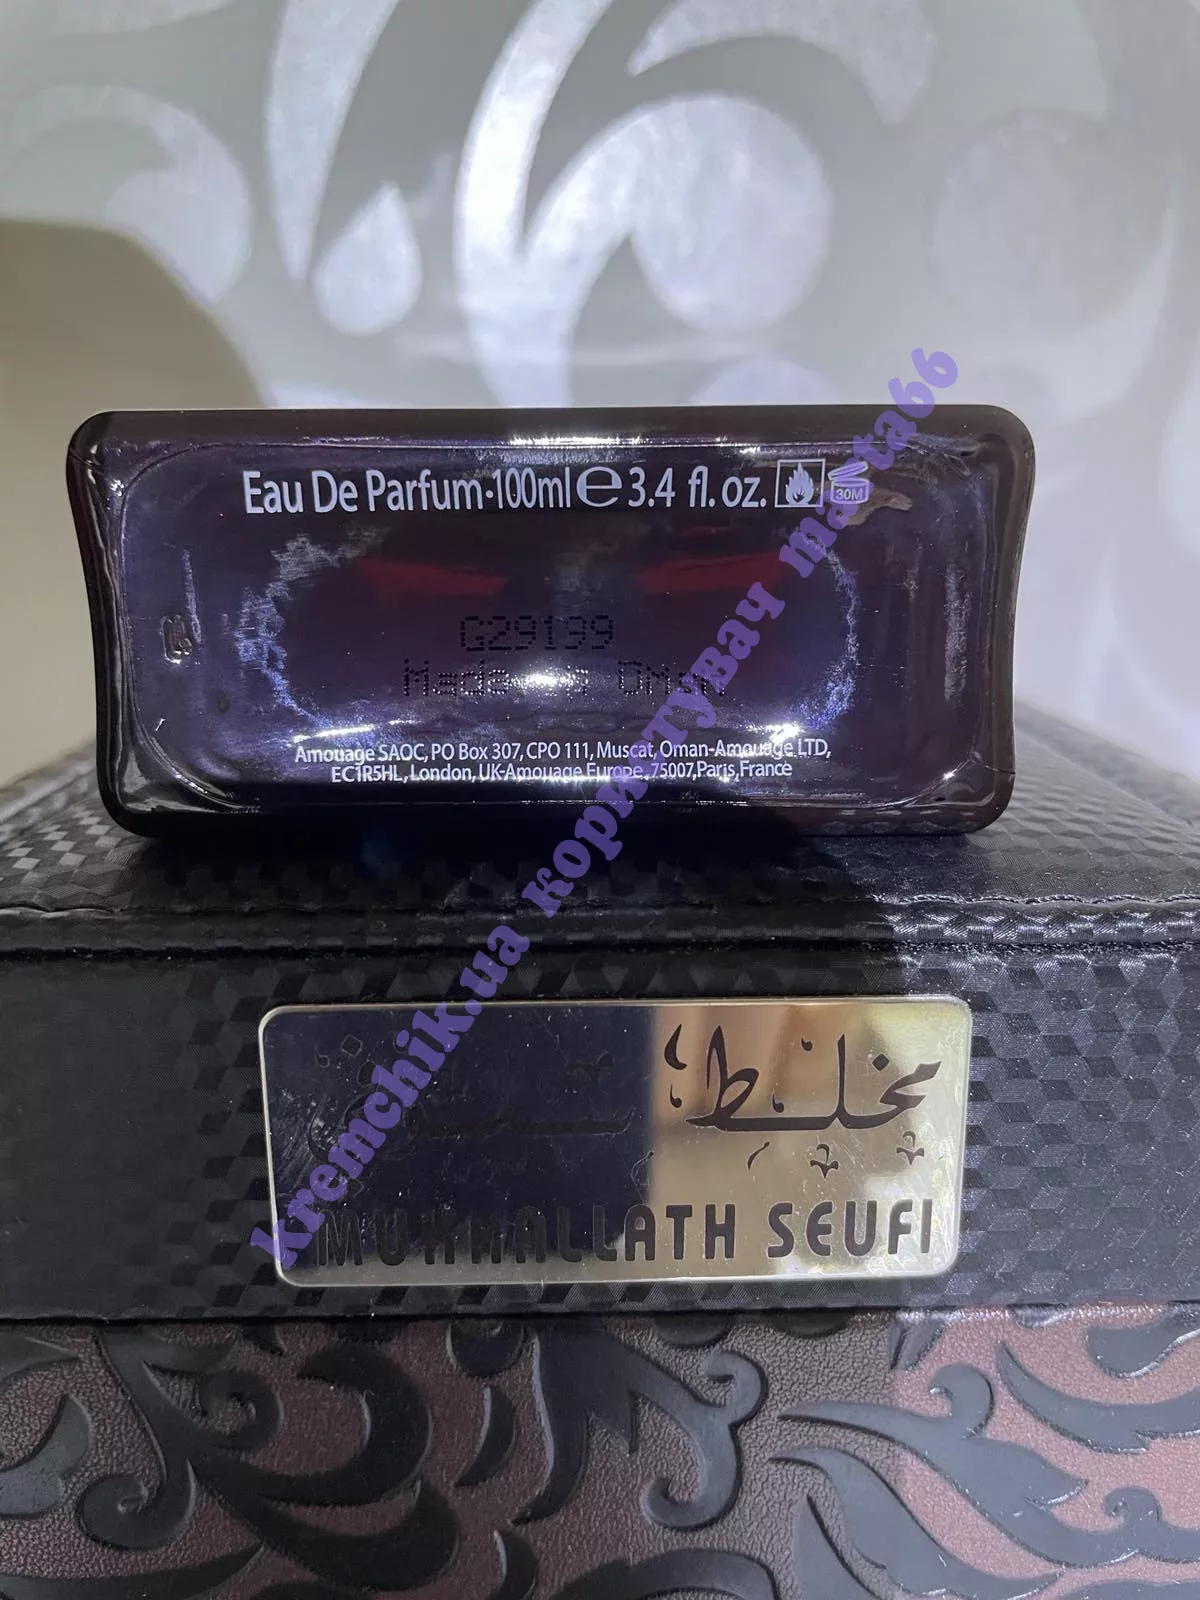 Eau De Parfum·100ml℮3.4 fl. oz.
30M
G29199
Made in Oman
Amouage SAOC, PO Box 307, CPO 111, Muscat, Oman-Amouage LTD,
EC1R5HL, London, UK-Amouage Europe, 75007, Paris, France
kremchik.ua користувач mata66
مخلط
MUKHALLATH SEUFI